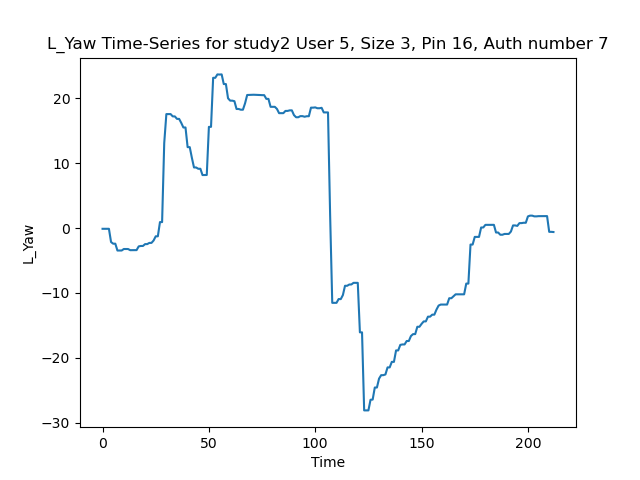 L_Yaw Time-Series for study2 User 5, Size 3, Pin 16, Auth number 7
20
10
0
−10
−20
−30
L_Yaw
0 50 100 150 200
Time